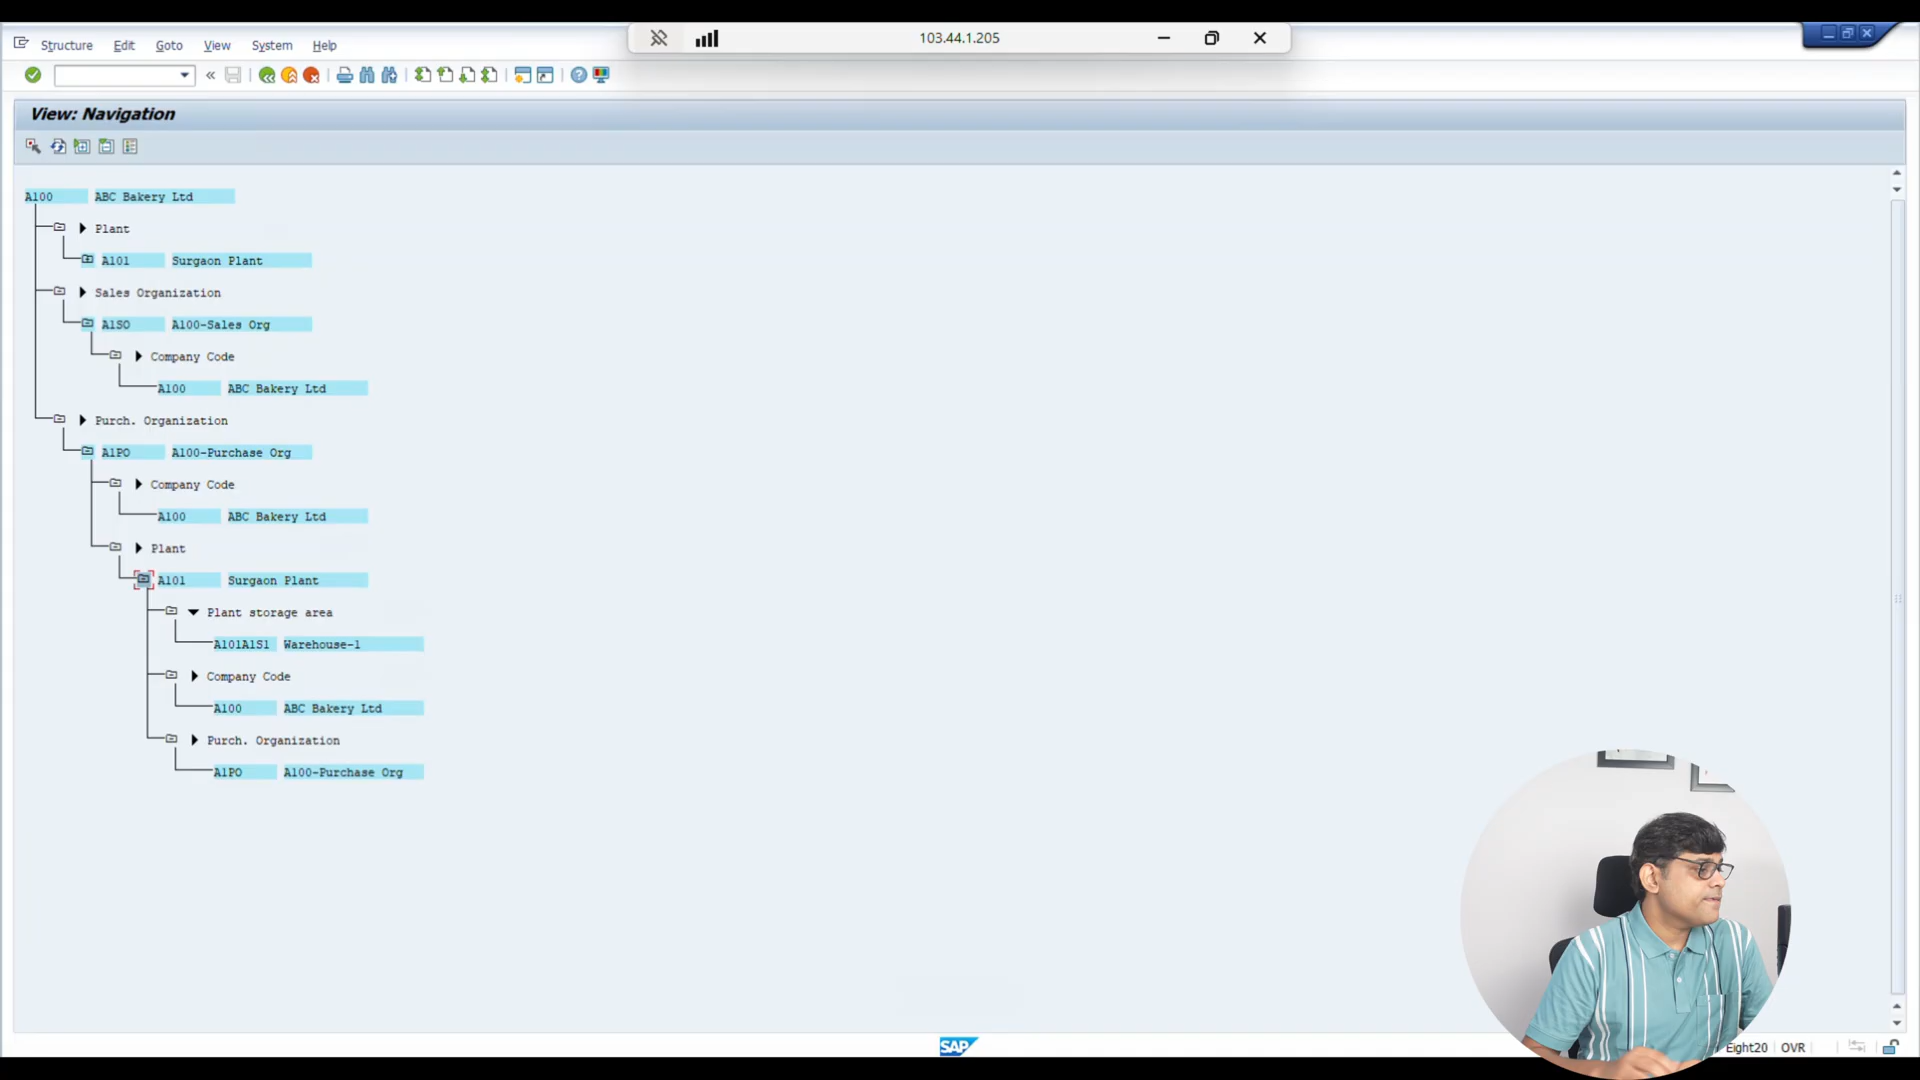 103.44.1.205
Structure Edit Goto View System Help
View: Navigation
A100 ABC Bakery Ltd
Plant
A101 Surgaon Plant
Sales Organization
A1SO A100-Sales Org
Company Code
A100 ABC Bakery Ltd
Purch. Organization
A1PO A100-Purchase Org
Company Code
A100 ABC Bakery Ltd
Plant
A101 Surgaon Plant
Plant storage area
A101A1S1 Warehouse-1
Company Code
A100 ABC Bakery Ltd
Purch. Organization
A1PO A100-Purchase Org
SAP
Eight20 OVR